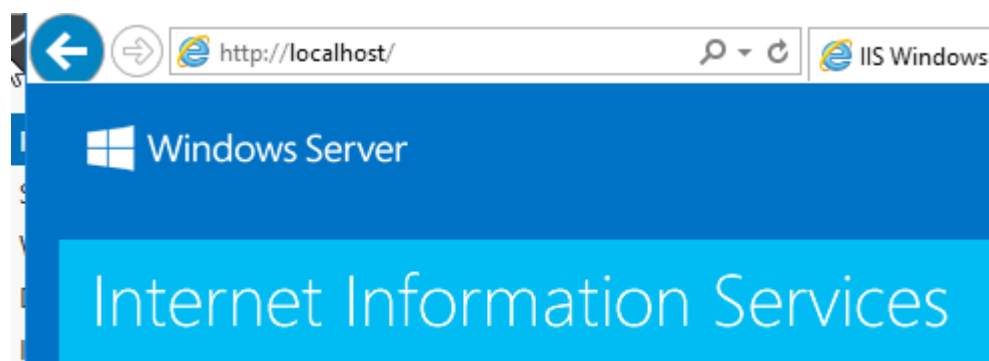 http://localhost/ IIS Windows
Windows Server
Internet Information Services